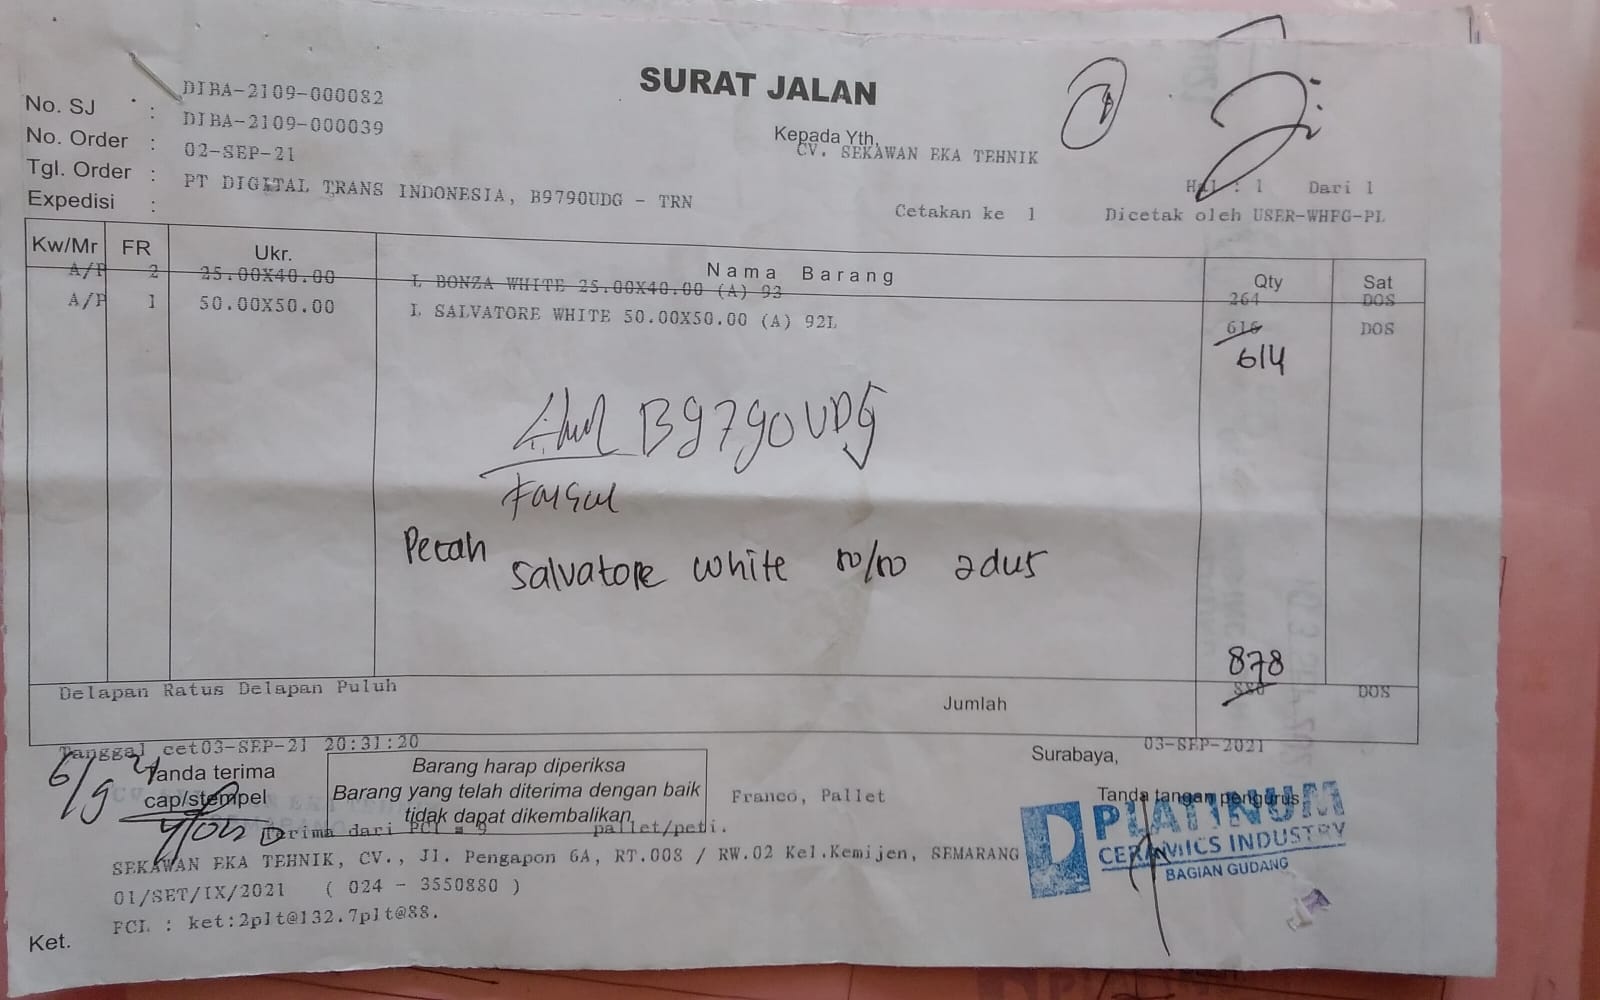 SURAT JALAN
No. SJ : DIBA-2109-000082
No. Order : DIBA-2109-000039
Tgl. Order : 02-SEP-21
Expedisi : PT DIGITAL TRANS INDONESIA, B9790UDG - TRN
Kepada Yth,
CV. SEKAWAN EKA TEHNIK
Hal : 1 Dari 1
Cetakan ke 1 Dicetak oleh USER-WHFG-PL
Kw/Mr FR Ukr. Nama Barang Qty Sat
A/P 2 25.00X40.00 L BONZA WHITE 25.00X40.00 (A) 93 264 DOS
A/P 1 50.00X50.00 L SALVATORE WHITE 50.00X50.00 (A) 92L 616 DOS
614
B9790UDG
Faisal
Pecah Salvatore white 50/50 2 dus
878
Delapan Ratus Delapan Puluh Jumlah 880 DOS
Tanggal cet03-SEP-21 20:31:20
Surabaya, 03-SEP-2021
6/9 21
Tanda terima
cap/stempel
Barang harap diperiksa
Barang yang telah diterima dengan baik
tidak dapat dikembalikan
Franco, Pallet
Tanda tangan pengurus
PLATINUM
CERAMICS INDUSTRY
BAGIAN GUDANG
Terima dari PCI = 9 pallet/peti.
SEKAWAN EKA TEHNIK, CV., Jl. Pengapon 6A, RT.008 / RW.02 Kel.Kemijen, SEMARANG
01/SET/IX/2021 ( 024 - 3550880 )
PCL : ket:2plt@132.7plt@88.
Ket.